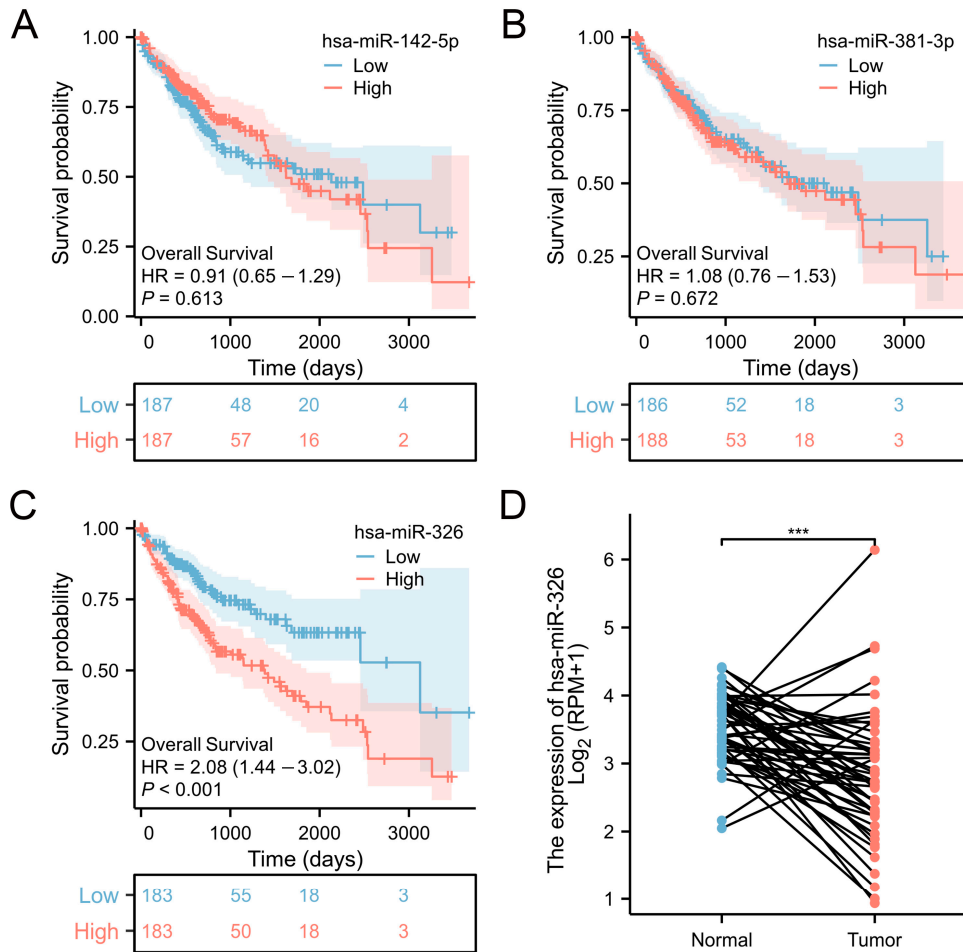 A
hsa-miR-142-5p
Low
High
1.00
0.75
0.50
0.25
0.00
Survival probability
Overall Survival
HR = 0.91 (0.65 – 1.29)
P = 0.613
0 1000 2000 3000
Time (days)
Low 187 48 20 4
High 187 57 16 2
B
hsa-miR-381-3p
Low
High
1.00
0.75
0.50
0.25
Survival probability
Overall Survival
HR = 1.08 (0.76 – 1.53)
P = 0.672
0 1000 2000 3000
Time (days)
Low 186 52 18 3
High 188 53 18 3
C
hsa-miR-326
Low
High
1.00
0.75
0.50
0.25
Survival probability
Overall Survival
HR = 2.08 (1.44 – 3.02)
P < 0.001
0 1000 2000 3000
Time (days)
Low 183 55 18 3
High 183 50 18 3
D
***
6
5
4
3
2
1
The expression of hsa-miR-326
Log2 (RPM+1)
Normal Tumor